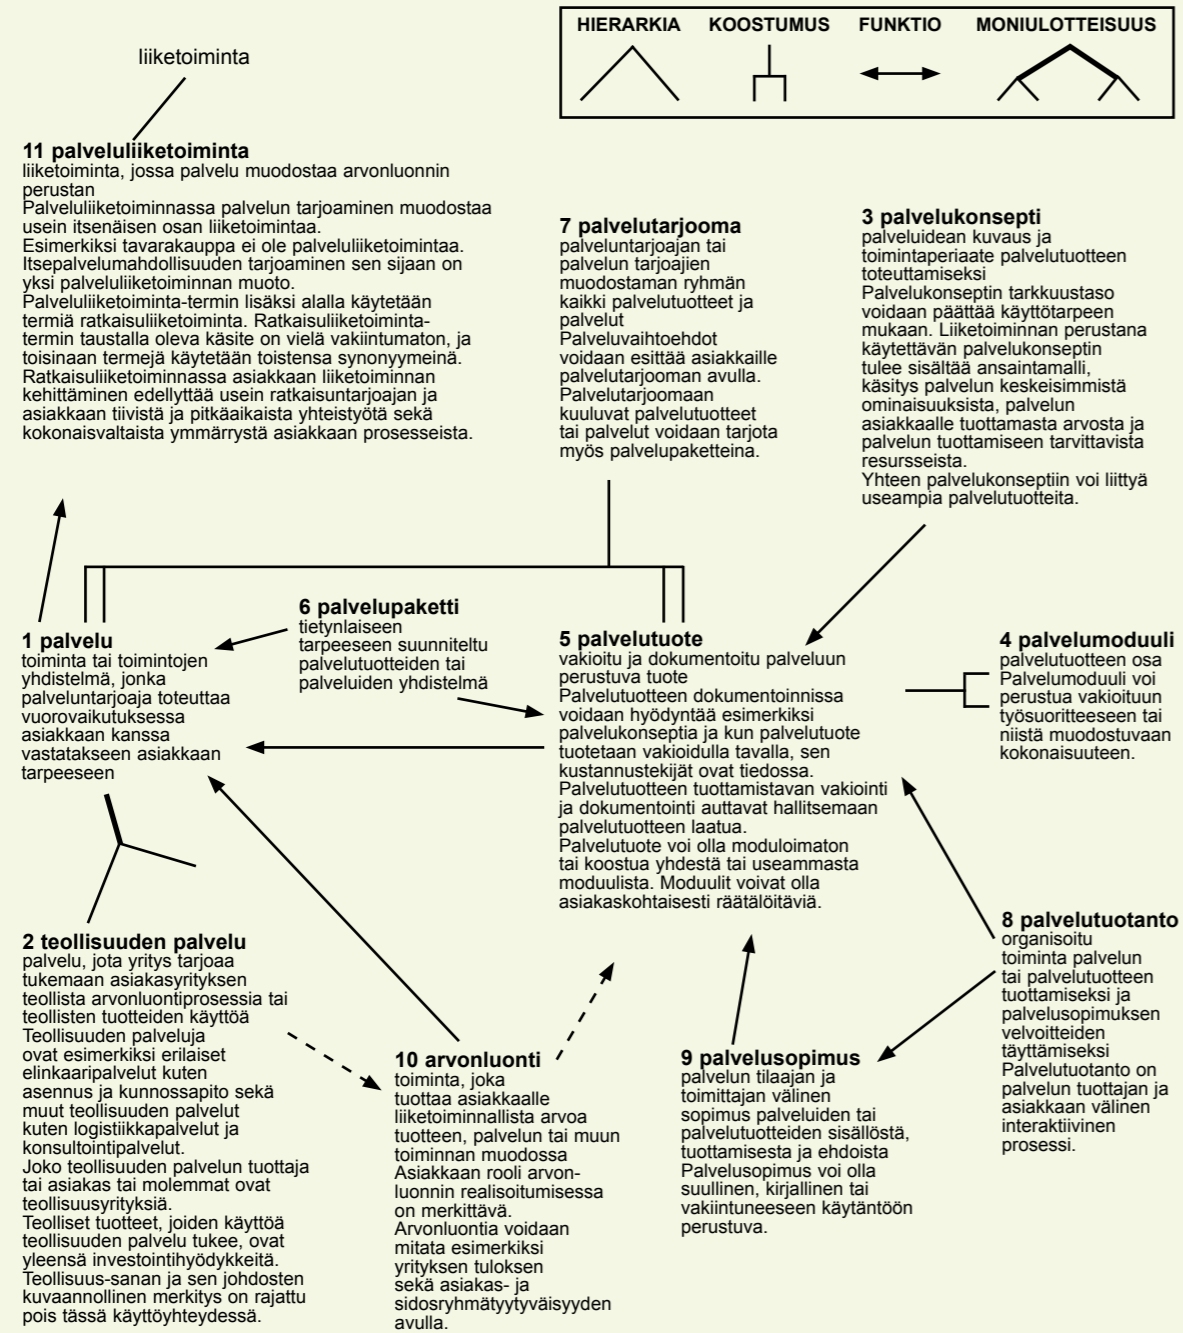 HIERARKIA KOOSTUMUS FUNKTIO MONIULOTTEISUUS
liiketoiminta
11 palveluliiketoiminta
liiketoiminta, jossa palvelu muodostaa arvonluonnin
perustan
Palveluliiketoiminnassa palvelun tarjoaminen muodostaa
usein itsenäisen osan liiketoimintaa.
Esimerkiksi tavarakauppa ei ole palveluliiketoimintaa.
Itsepalvelumahdollisuuden tarjoaminen sen sijaan on
yksi palveluliiketoiminnan muoto.
Palveluliiketoiminta-termin lisäksi alalla käytetään
termiä ratkaisuliiketoiminta. Ratkaisuliiketoiminta-
termin taustalla oleva käsite on vielä vakiintumaton, ja
toisinaan termejä käytetään toistensa synonyymeinä.
Ratkaisuliiketoiminnassa asiakkaan liiketoiminnan
kehittäminen edellyttää usein ratkaisuntarjoajan ja
asiakkaan tiivistä ja pitkäaikaista yhteistyötä sekä
kokonaisvaltaista ymmärrystä asiakkaan prosesseista.
7 palvelutarjooma
palveluntarjoajan tai
palvelun tarjoajien
muodostaman ryhmän
kaikki palvelutuotteet ja
palvelut
Palveluvaihtoehdot
voidaan esittää asiakkaille
palvelutarjooman avulla.
Palvelutarjoomaan
kuuluvat palvelutuotteet
tai palvelut voidaan tarjota
myös palvelupaketteina.
3 palvelukonsepti
palveluidean kuvaus ja
toimintaperiaate palvelutuotteen
toteuttamiseksi
Palvelukonseptin tarkkuustaso
voidaan päättää käyttötarpeen
mukaan. Liiketoiminnan perustana
käytettävän palvelukonseptin
tulee sisältää ansaintamalli,
käsitys palvelun keskeisimmistä
ominaisuuksista, palvelun
asiakkaalle tuottamasta arvosta ja
palvelun tuottamiseen tarvittavista
resursseista.
Yhteen palvelukonseptiin voi liittyä
useampia palvelutuotteita.
1 palvelu
toiminta tai toimintojen
yhdistelmä, jonka
palveluntarjoaja toteuttaa
vuorovaikutuksessa
asiakkaan kanssa
vastatakseen asiakkaan
tarpeeseen
6 palvelupaketti
tietynlaiseen
tarpeeseen suunniteltu
palvelutuotteiden tai
palveluiden yhdistelmä
5 palvelutuote
vakioitu ja dokumentoitu palveluun
perustuva tuote
Palvelutuotteen dokumentoinnissa
voidaan hyödyntää esimerkiksi
palvelukonseptia ja kun palvelutuote
tuotetaan vakioidulla tavalla, sen
kustannustekijät ovat tiedossa.
Palvelutuotteen tuottamistavan vakiointi
ja dokumentointi auttavat hallitsemaan
palvelutuotteen laatua.
Palvelutuote voi olla moduloimaton
tai koostua yhdestä tai useammasta
moduulista. Moduulit voivat olla
asiakaskohtaisesti räätälöitäviä.
4 palvelumoduuli
palvelutuotteen osa
Palvelumoduuli voi
perustua vakioituun
työsuoritteeseen tai
niistä muodostuvaan
kokonaisuuteen.
2 teollisuuden palvelu
palvelu, jota yritys tarjoaa
tukemaan asiakasyrityksen
teollista arvonluontiprosessia tai
teollisten tuotteiden käyttöä
Teollisuuden palveluja
ovat esimerkiksi erilaiset
elinkaaripalvelut kuten
asennus ja kunnossapito sekä
muut teollisuuden palvelut
kuten logistiikkapalvelut ja
konsultointipalvelut.
Joko teollisuuden palvelun tuottaja
tai asiakas tai molemmat ovat
teollisuusyrityksiä.
Teolliset tuotteet, joiden käyttöä
teollisuuden palvelu tukee, ovat
yleensä investointihyödykkeitä.
Teollisuus-sanan ja sen johdosten
kuvaannollinen merkitys on rajattu
pois tässä käyttöyhteydessä.
10 arvonluonti
toiminta, joka
tuottaa asiakkaalle
liiketoiminnallista arvoa
tuotteen, palvelun tai muun
toiminnan muodossa
Asiakkaan rooli arvon-
luonnin realisoitumisessa
on merkittävä.
Arvonluontia voidaan
mitata esimerkiksi
yrityksen tuloksen
sekä asiakas- ja
sidosryhmätyytyväisyyden
avulla.
9 palvelusopimus
palvelun tilaajan ja
toimittajan välinen
sopimus palveluiden tai
palvelutuotteiden sisällöstä,
tuottamisesta ja ehdoista
Palvelusopimus voi olla
suullinen, kirjallinen tai
vakiintuneeseen käytäntöön
perustuva.
8 palvelutuotanto
organisoitu
toiminta palvelun
tai palvelutuotteen
tuottamiseksi ja
palvelusopimuksen
velvoitteiden
täyttämiseksi
Palvelutuotanto on
palvelun tuottajan ja
asiakkaan välinen
interaktiivinen
prosessi.